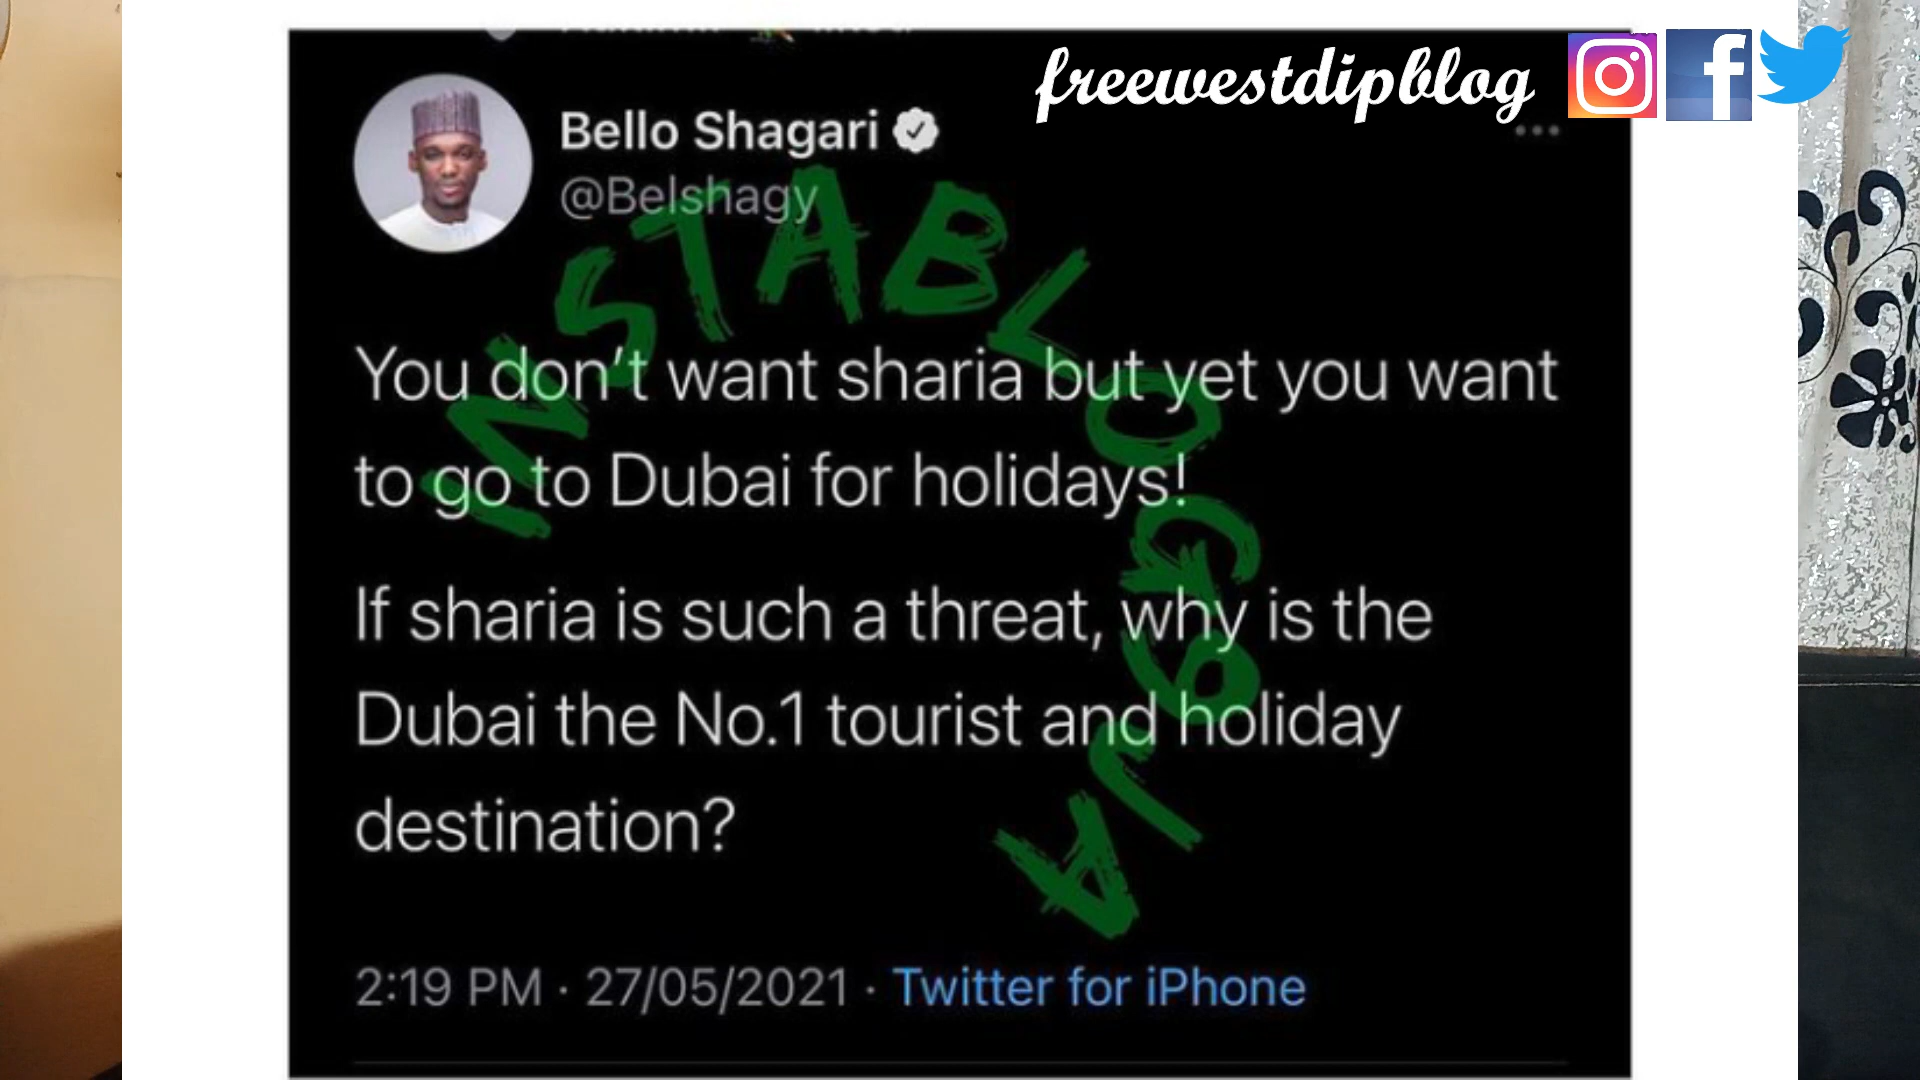 freewestdipblog
Bello Shagari
@Belshagy
INSTABLOG9JA
You don't want sharia but yet you want
to go to Dubai for holidays!
If sharia is such a threat, why is the
Dubai the No.1 tourist and holiday
destination?
2:19 PM · 27/05/2021 · Twitter for iPhone